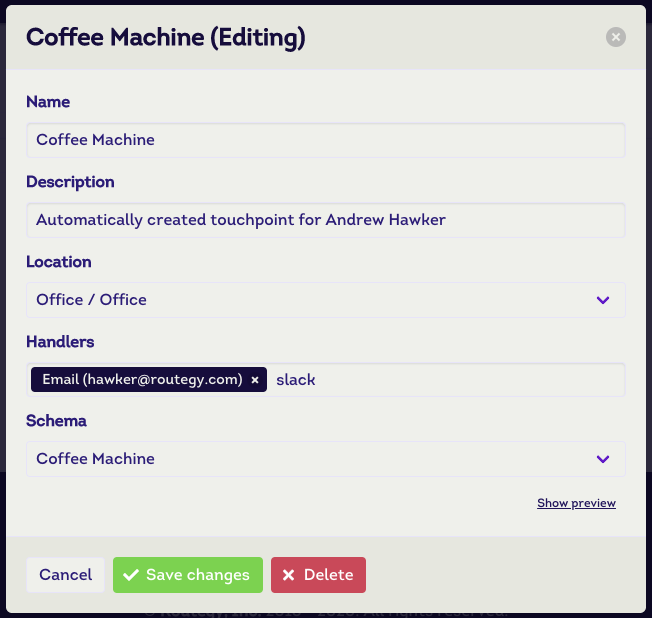 Coffee Machine (Editing)
Name
Coffee Machine
Description
Automatically created touchpoint for Andrew Hawker
Location
Office / Office
Handlers
Email (hawker@routegy.com) × slack
Schema
Coffee Machine
Show preview
Cancel Save changes Delete